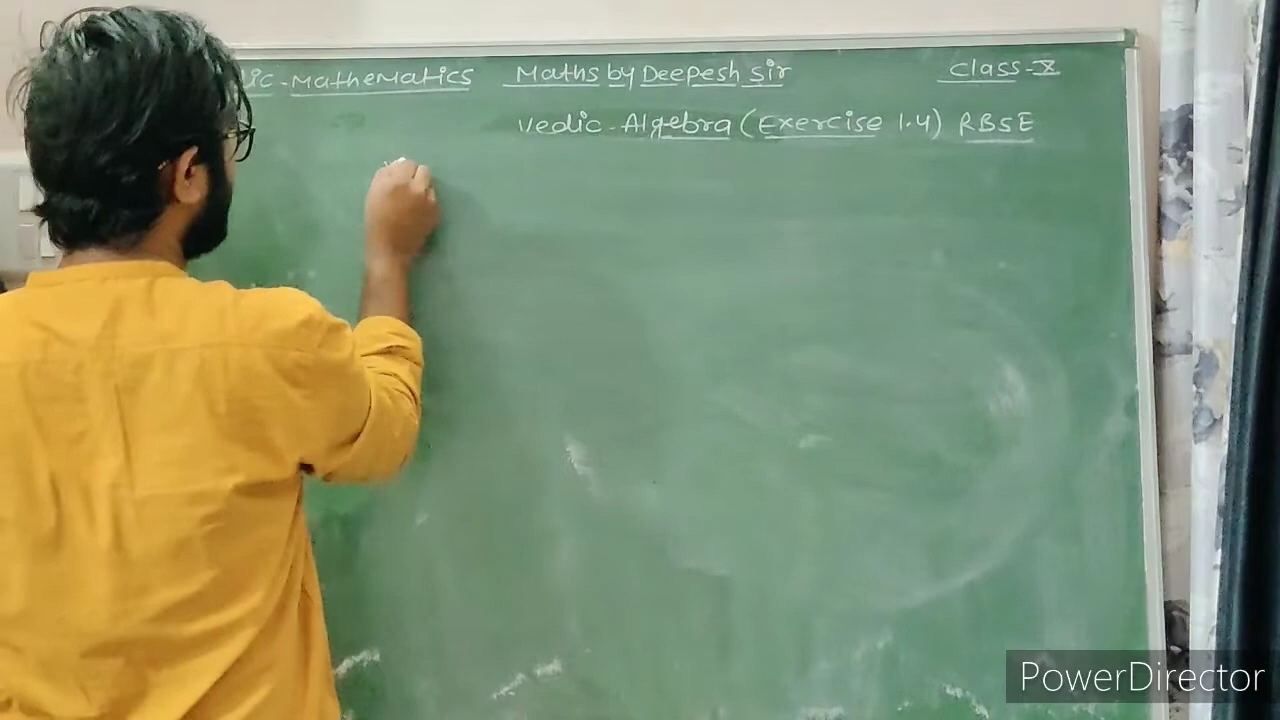 -Mathematics Maths by Deepesh sir Class-X
Vedic-Algebra (Exercise 1.4) RBSE
PowerDirector